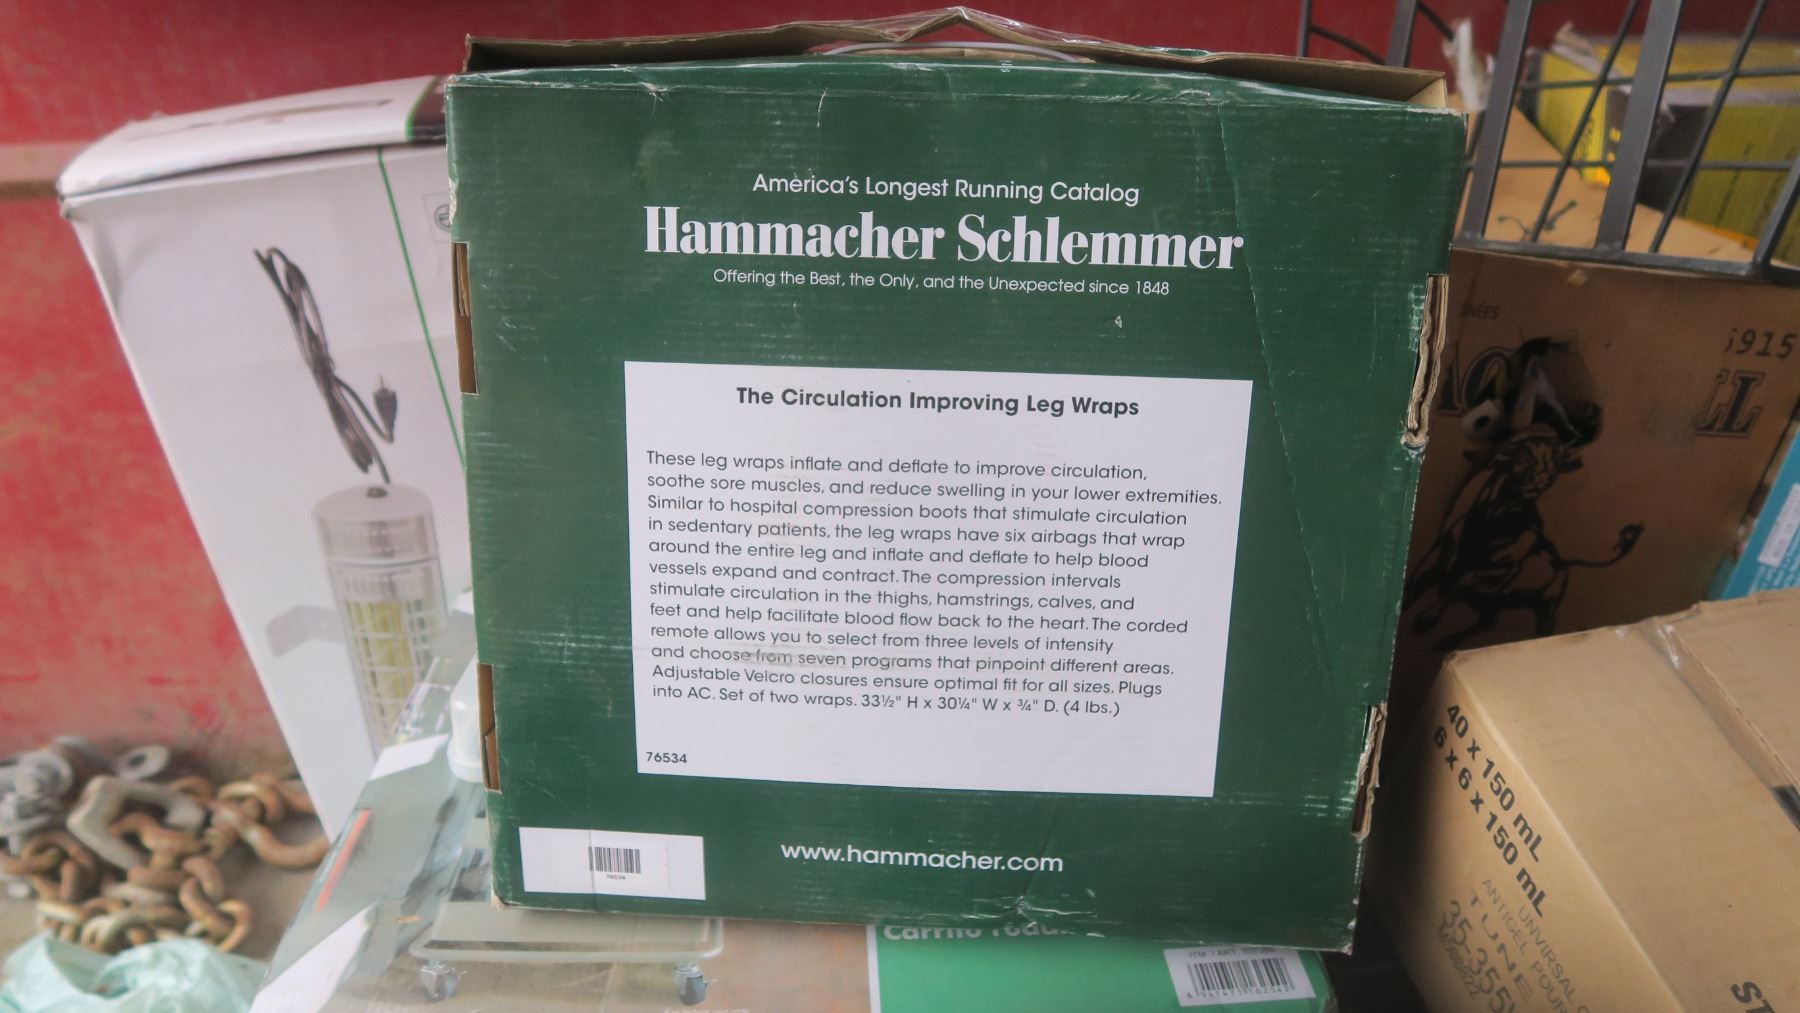 America's Longest Running Catalog
Hammacher Schlemmer
Offering the Best, the Only, and the Unexpected since 1848
The Circulation Improving Leg Wraps
These leg wraps inflate and deflate to improve circulation,
soothe sore muscles, and reduce swelling in your lower extremities.
Similar to hospital compression boots that stimulate circulation
in sedentary patients, the leg wraps have six airbags that wrap
around the entire leg and inflate and deflate to help blood
vessels expand and contract. The compression intervals
stimulate circulation in the thighs, hamstrings, calves, and
feet and help facilitate blood flow back to the heart. The corded
remote allows you to select from three levels of intensity
and choose from seven programs that pinpoint different areas.
Adjustable Velcro closures ensure optimal fit for all sizes. Plugs
into AC. Set of two wraps. 33½" H x 30¼" W x ¾" D. (4 lbs.)
76534
76534
www.hammacher.com
40 x 150 mL
6 x 6 x 150 mL
ANTIGEL POUR
TUNE